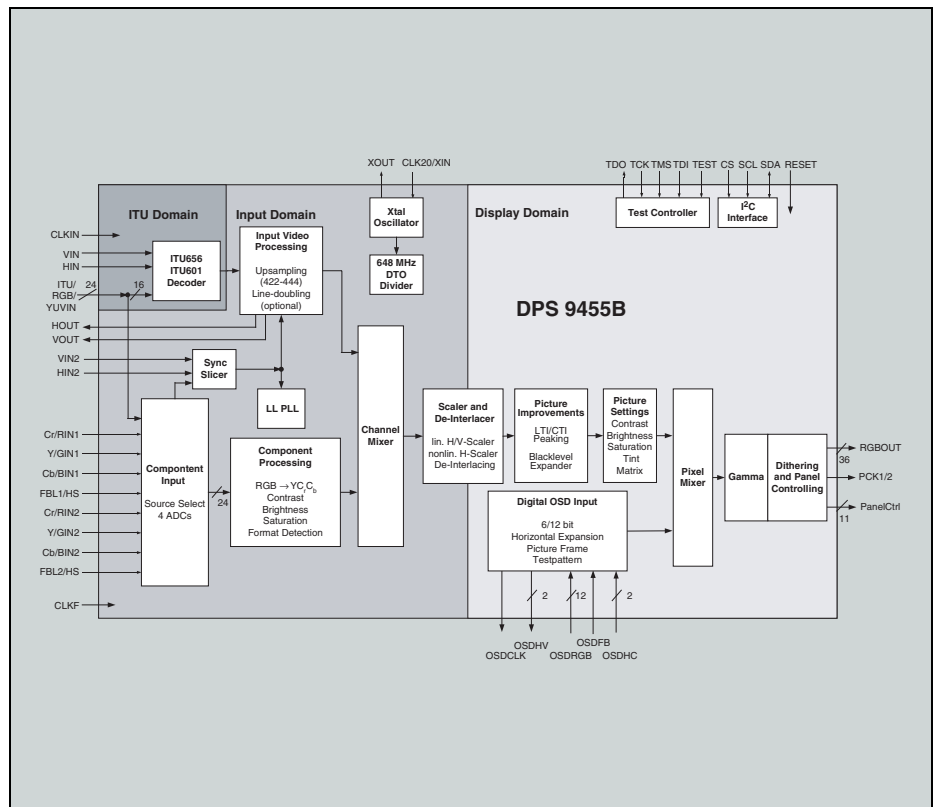 XOUT CLK20/XIN
TDO TCK TMS TDI TEST CS SCL SDA RESET
ITU Domain
Input Domain
Display Domain
Xtal
Oscillator
Test Controller
I2C
Interface
CLKIN
VIN
HIN
ITU/
RGB/
YUVIN
24
16
ITU656
ITU601
Decoder
Input Video
Processing
Upsampling
(422-444)
Line-doubling
(optional)
648 MHz
DTO
Divider
DPS 9455B
HOUT
VOUT
VIN2
HIN2
Sync
Slicer
LL PLL
Channel
Mixer
Cr/RIN1
Y/GIN1
Cb/BIN1
FBL1/HS
Cr/RIN2
Y/GIN2
Cb/BIN2
FBL2/HS
CLKF
Component
Input
Source Select
4 ADCs
24
Component
Processing
RGB → YCrCb
Contrast
Brightness
Saturation
Format Detection
Scaler and
De-Interlacer
lin. H/V-Scaler
nonlin. H-Scaler
De-Interlacing
Picture
Improvements
LTI/CTI
Peaking
Blacklevel
Expander
Picture
Settings
Contrast
Brightness
Saturation
Tint
Matrix
Digital OSD Input
6/12 bit
Horizontal Expansion
Picture Frame
Testpattern
Pixel
Mixer
Gamma
Dithering
and Panel
Controlling
RGBOUT
36
PCK1/2
PanelCtrl
11
2
12
2
OSDCLK
OSDHV
OSDRGB
OSDFB
OSDHC